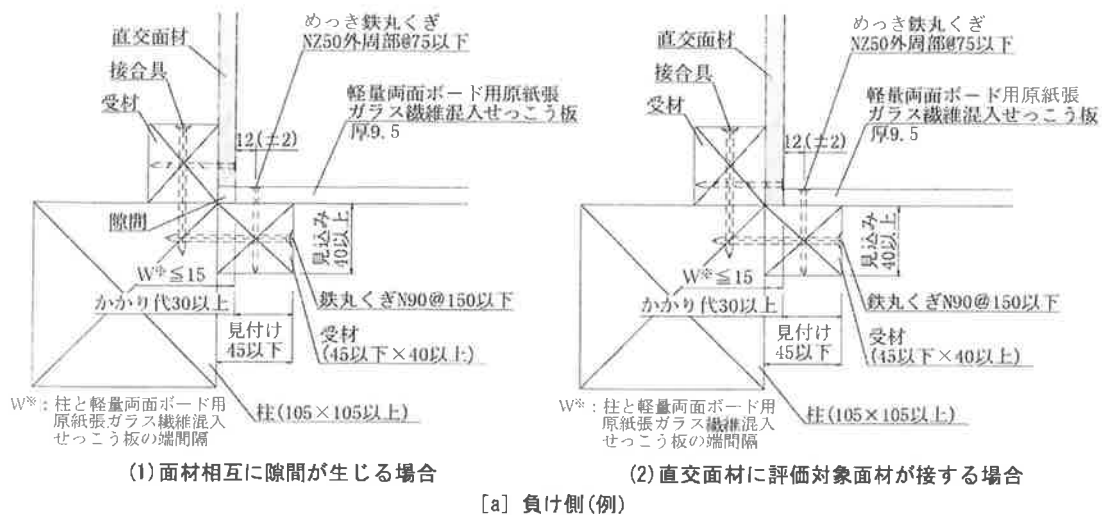 直交面材
接合具
受材
めっき鉄丸くぎ
NZ50外周部@75以下
軽量両面ボード用原紙張
ガラス繊維混入せっこう板
厚9.5
12(±2)
隙間
見込み
40以上
W※≦15
かかり代30以上
見付け
45以下
鉄丸くぎN90@150以下
受材
(45以下×40以上)
柱(105×105以上)
W※:柱と軽量両面ボード用
原紙張ガラス繊維混入
せっこう板の端間隔
(1)面材相互に隙間が生じる場合
直交面材
接合具
受材
めっき鉄丸くぎ
NZ50外周部@75以下
軽量両面ボード用原紙張
ガラス繊維混入せっこう板
厚9.5
12(±2)
見込み
40以上
W※≦15
かかり代30以上
見付け
45以下
鉄丸くぎN90@150以下
受材
(45以下×40以上)
柱(105×105以上)
W※:柱と軽量両面ボード用
原紙張ガラス繊維混入
せっこう板の端間隔
(2)直交面材に評価対象面材が接する場合
[a] 負け側(例)